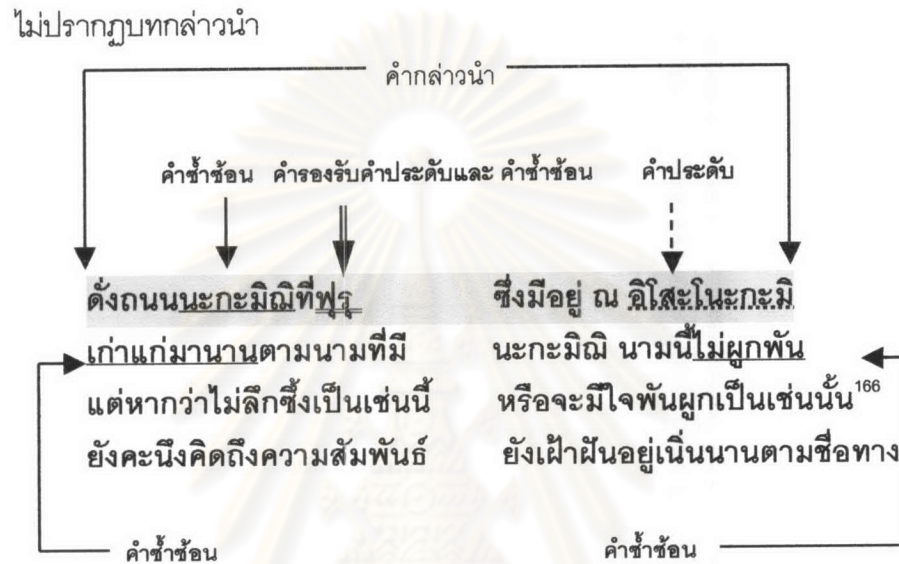 ไม่ปรากฏบทกล่าวนำ
คำกล่าวนำ
คำซ้ำซ้อน คำรองรับคำประดับและ คำซ้ำซ้อน คำประดับ
ดั่งถนนนะกะมิฌิที่ฟุรุ ซึ่งมีอยู่ ณ อิโสะโนะกะมิ
เก่าแก่มานานตามนามที่มี นะกะมิฌิ นามนี้ไม่ผูกพัน
แต่หากว่าไม่ลึกซึ้งเป็นเช่นนี้ หรือจะมีใจพันผูกเป็นเช่นนั้น166
ยังคะนึงคิดถึงความสัมพันธ์ ยังเฝ้าฝันอยู่เนิ่นนานตามชื่อทาง
คำซ้ำซ้อน คำซ้ำซ้อน